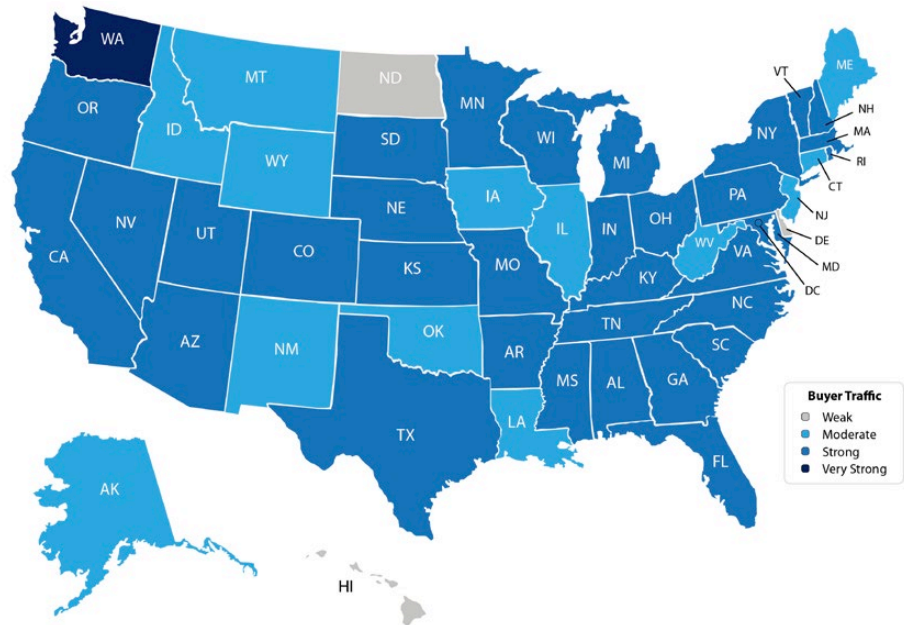 WA
OR
CA
NV
ID
MT
WY
UT
AZ
CO
NM
ND
SD
NE
KS
OK
TX
MN
IA
MO
AR
LA
WI
IL
MI
IN
OH
KY
TN
MS
AL
GA
FL
SC
NC
VA
WV
PA
NY
VT
ME
NH
MA
RI
CT
NJ
DE
MD
DC
AK
HI
Buyer Traffic
Weak
Moderate
Strong
Very Strong